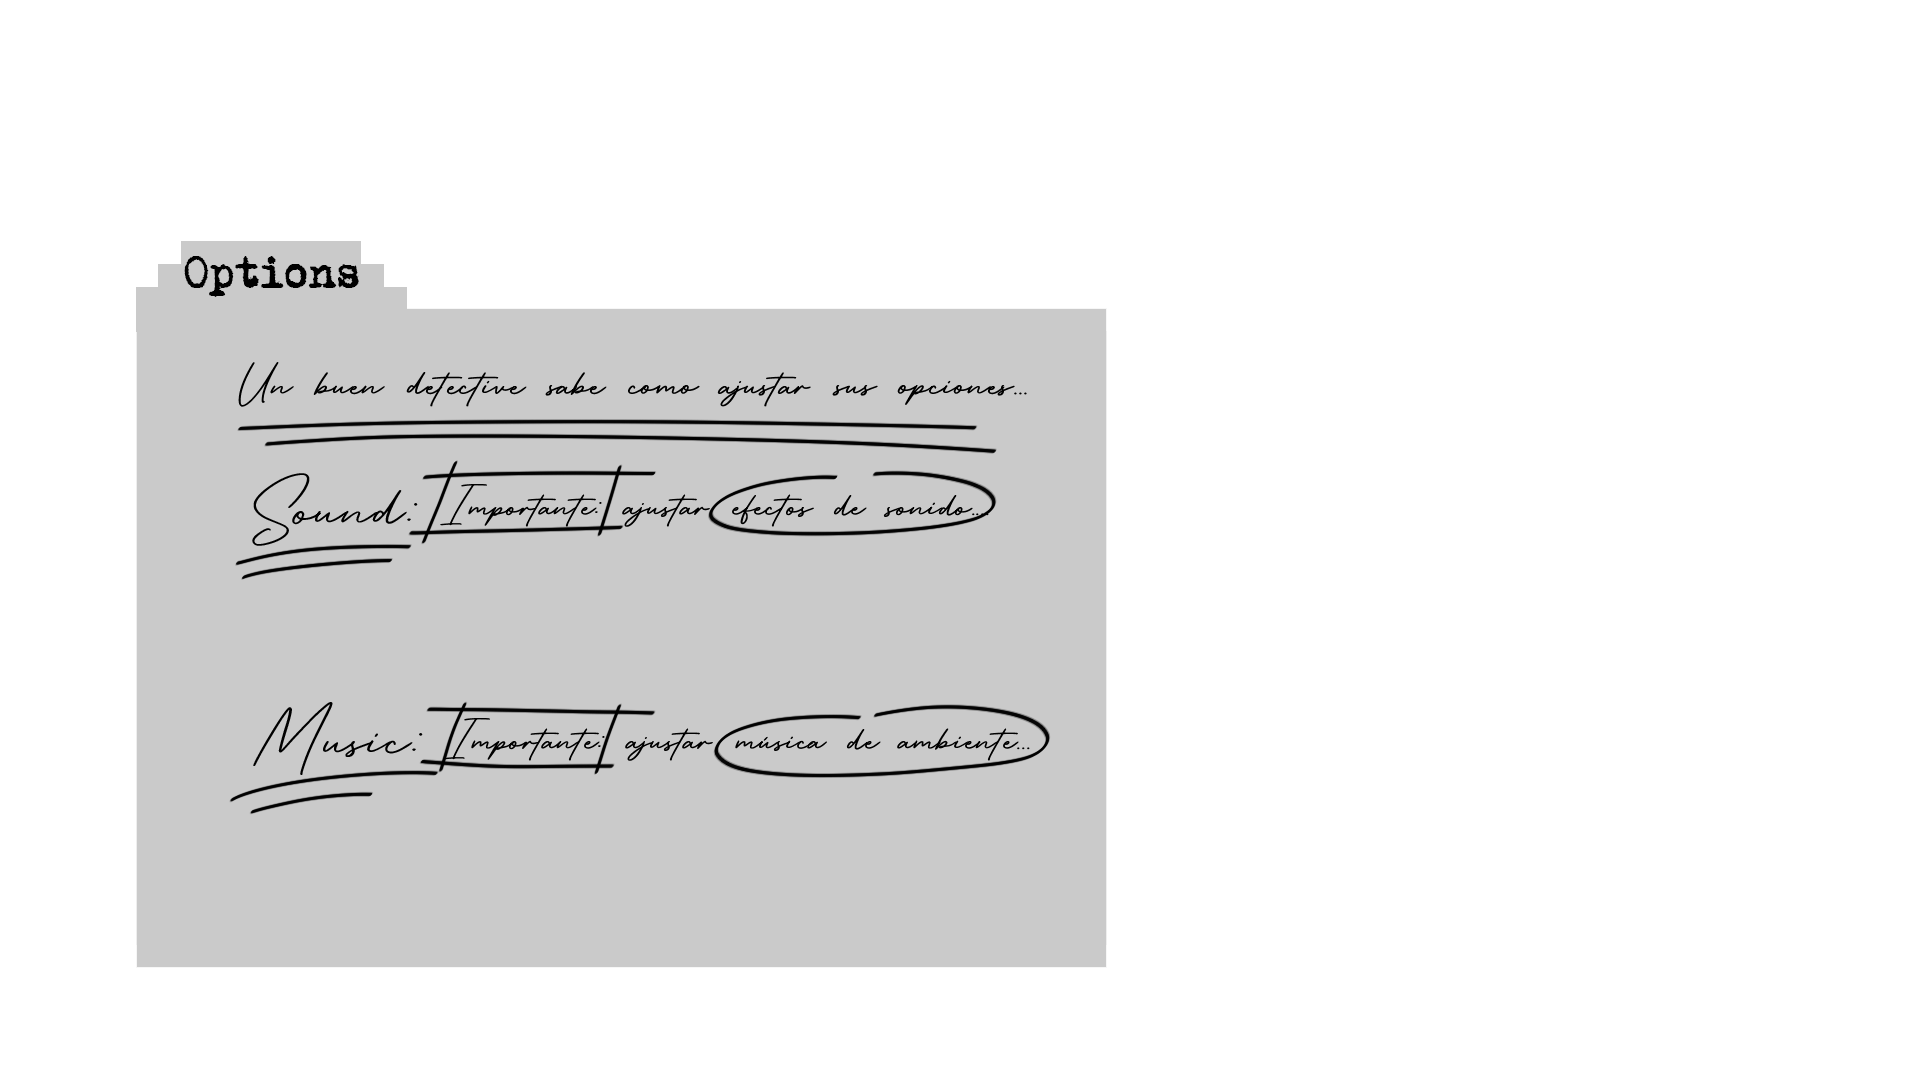 Options
Un buen detective sabe como ajustar sus opciones...
Sound: Importante: ajustar efectos de sonido...
Music: Importante: ajustar música de ambiente...